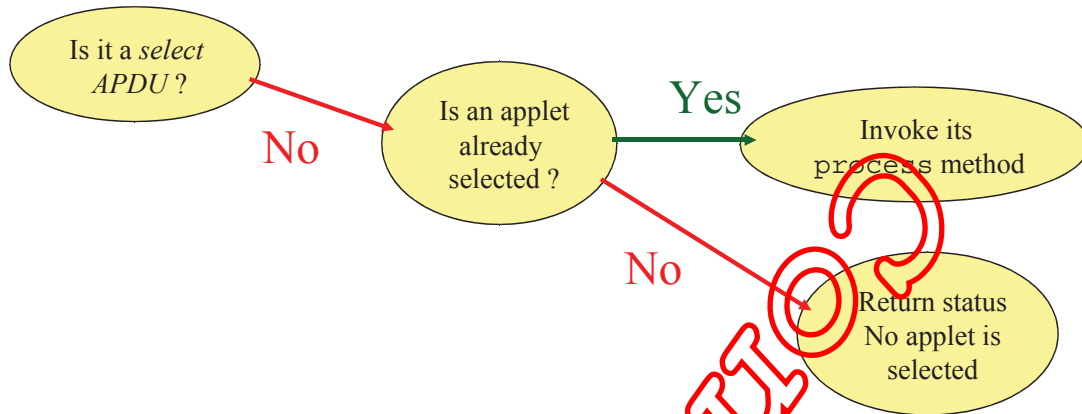 Is it a select
APDU ?
No
Is an applet
already
selected ?
Yes
Invoke its
process method
No
Return status
No applet is
selected